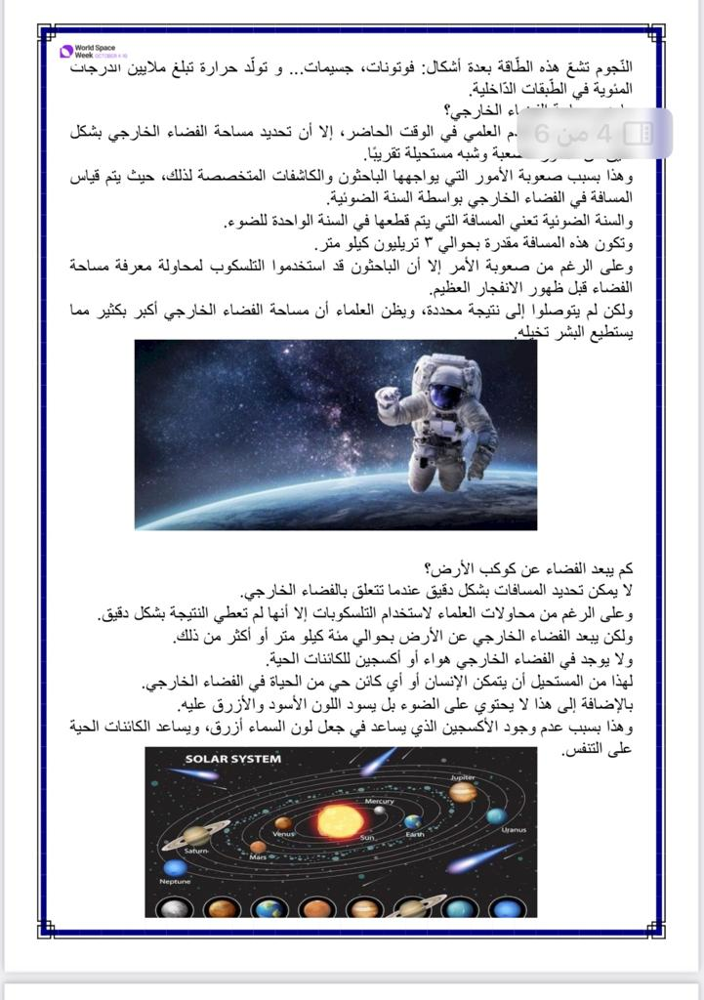 World Space
Week OCTOBER 4-10
النّجوم تشعّ هذه الطّاقة بعدة أشكال: فوتونات، جسيمات... و تولّد حرارة تبلغ ملايين الدرجات
المئوية في الطّبقات الدّاخلية.
الخارجي؟
4 من 6
العلمي في الوقت الحاضر، إلا أن تحديد مساحة الفضاء الخارجي بشكل
وشبه مستحيلة تقريبًا.
وهذا بسبب صعوبة الأمور التي يواجهها الباحثون والكاشفات المتخصصة لذلك، حيث يتم قياس
المسافة في الفضاء الخارجي بواسطة السنة الضوئية.
والسنة الضوئية تعني المسافة التي يتم قطعها في السنة الواحدة للضوء.
وتكون هذه المسافة مقدرة بحوالي ٣ تريليون كيلو متر.
وعلى الرغم من صعوبة الأمر إلا أن الباحثون قد استخدموا التلسكوب لمحاولة معرفة مساحة
الفضاء قبل ظهور الانفجار العظيم.
ولكن لم يتوصلوا إلى نتيجة محددة، ويظن العلماء أن مساحة الفضاء الخارجي أكبر بكثير مما
يستطيع البشر تخيله.
كم يبعد الفضاء عن كوكب الأرض؟
لا يمكن تحديد المسافات بشكل دقيق عندما تتعلق بالفضاء الخارجي.
وعلى الرغم من محاولات العلماء لاستخدام التلسكوبات إلا أنها لم تعطي النتيجة بشكل دقيق.
ولكن يبعد الفضاء الخارجي عن الأرض بحوالي مئة كيلو متر أو أكثر من ذلك.
ولا يوجد في الفضاء الخارجي هواء أو أكسجين للكائنات الحية.
لهذا من المستحيل أن يتمكن الإنسان أو أي كائن حي من الحياة في الفضاء الخارجي.
بالإضافة إلى هذا لا يحتوي على الضوء بل يسود اللون الأسود والأزرق عليه.
وهذا بسبب عدم وجود الأكسجين الذي يساعد في جعل لون السماء أزرق، ويساعد الكائنات الحية
على التنفس.
SOLAR SYSTEM
Jupiter
Mercury
Uranus
Venus
Sun
Earth
Saturn
Mars
Neptune